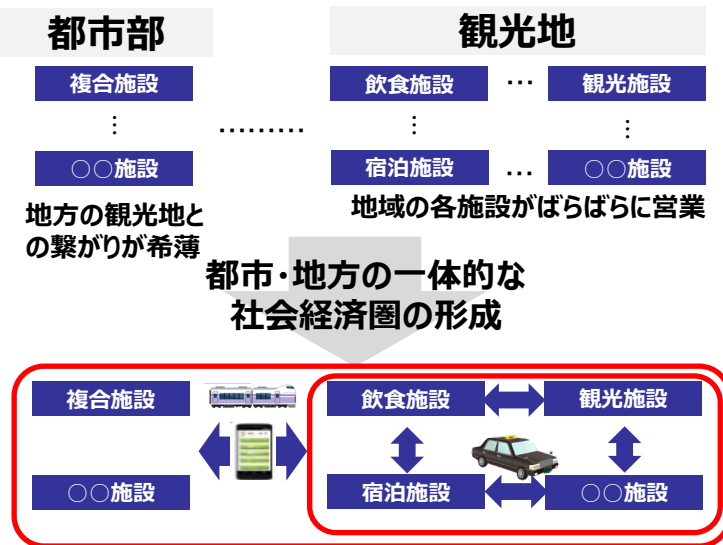 都市部
観光地
複合施設
飲食施設
…
観光施設
⋮
………
⋮
⋮
○○施設
宿泊施設
…
○○施設
地方の観光地と
の繋がりが希薄
地域の各施設がばらばらに営業
都市・地方の一体的な
社会経済圏の形成
複合施設
飲食施設
観光施設
○○施設
宿泊施設
○○施設